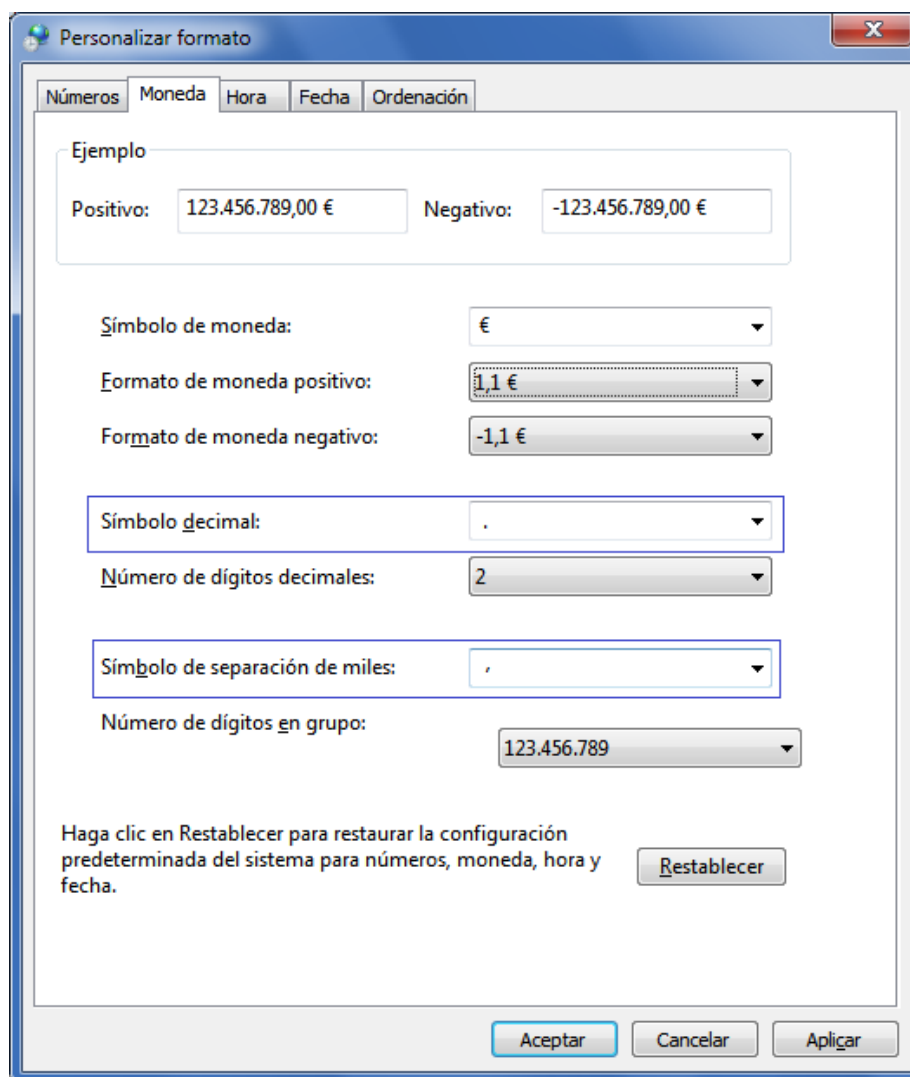 Personalizar formato
Números Moneda Hora Fecha Ordenación
Ejemplo
Positivo: 123.456.789,00 € Negativo: -123.456.789,00 €
Símbolo de moneda: €
Formato de moneda positivo: 1,1 €
Formato de moneda negativo: -1,1 €
Símbolo decimal: .
Número de dígitos decimales: 2
Símbolo de separación de miles: ,
Número de dígitos en grupo: 123.456.789
Haga clic en Restablecer para restaurar la configuración
predeterminada del sistema para números, moneda, hora y
fecha.
Restablecer
Aceptar Cancelar Aplicar